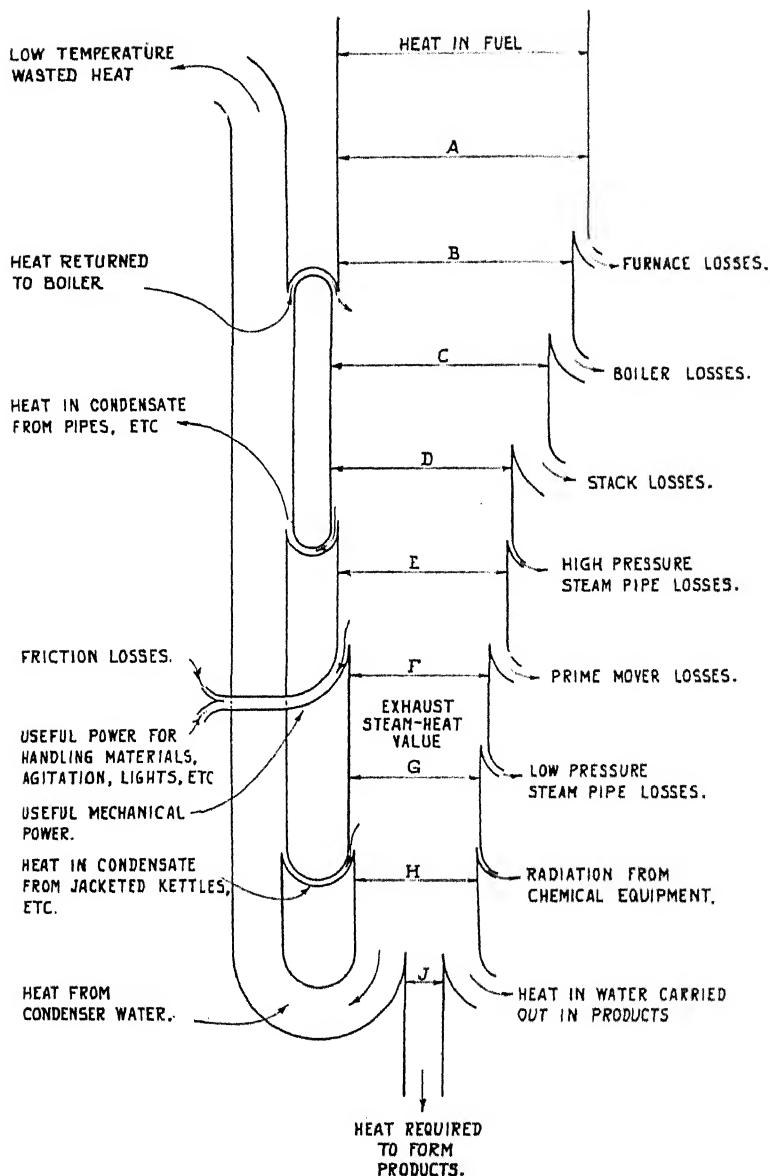 HEAT IN FUEL
LOW TEMPERATURE
WASTED HEAT
A
B
FURNACE LOSSES.
HEAT RETURNED
TO BOILER
C
BOILER LOSSES.
HEAT IN CONDENSATE
FROM PIPES, ETC
D
STACK LOSSES.
E
HIGH PRESSURE
STEAM PIPE LOSSES.
FRICTION LOSSES.
F
PRIME MOVER LOSSES.
EXHAUST
STEAM-HEAT
VALUE
USEFUL POWER FOR
HANDLING MATERIALS,
AGITATION, LIGHTS, ETC
G
LOW PRESSURE
STEAM PIPE LOSSES.
USEFUL MECHANICAL
POWER.
HEAT IN CONDENSATE
FROM JACKETED KETTLES,
ETC.
H
RADIATION FROM
CHEMICAL EQUIPMENT.
J
HEAT FROM
CONDENSER WATER.
HEAT IN WATER CARRIED
OUT IN PRODUCTS
HEAT REQUIRED
TO FORM
PRODUCTS.